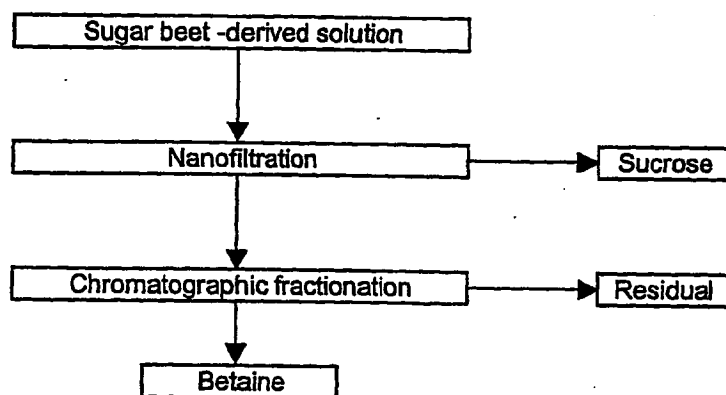 Sugar beet -derived solution
Nanofiltration
Sucrose
Chromatographic fractionation
Residual
Betaine